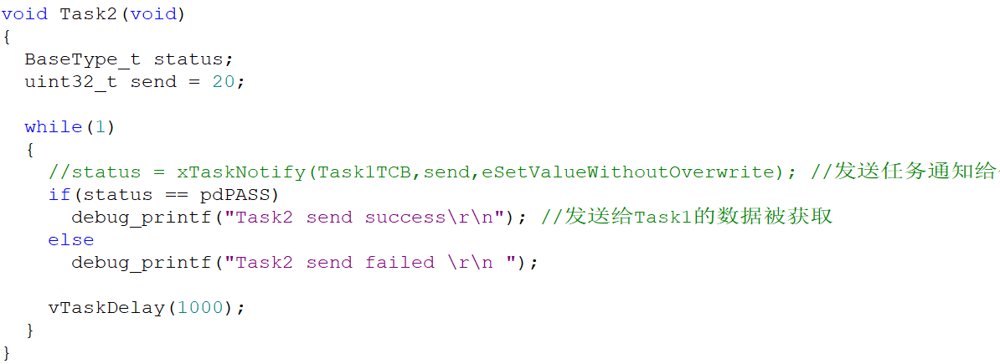 void Task2(void)
{
  BaseType_t status;
  uint32_t send = 20;

  while(1)
  {
    //status = xTaskNotify(Task1TCB,send,eSetValueWithoutOverwrite); //发送任务通知给
    if(status == pdPASS)
      debug_printf("Task2 send success\r\n"); //发送给Task1的数据被获取
    else
      debug_printf("Task2 send failed \r\n ");

    vTaskDelay(1000);
  }
}